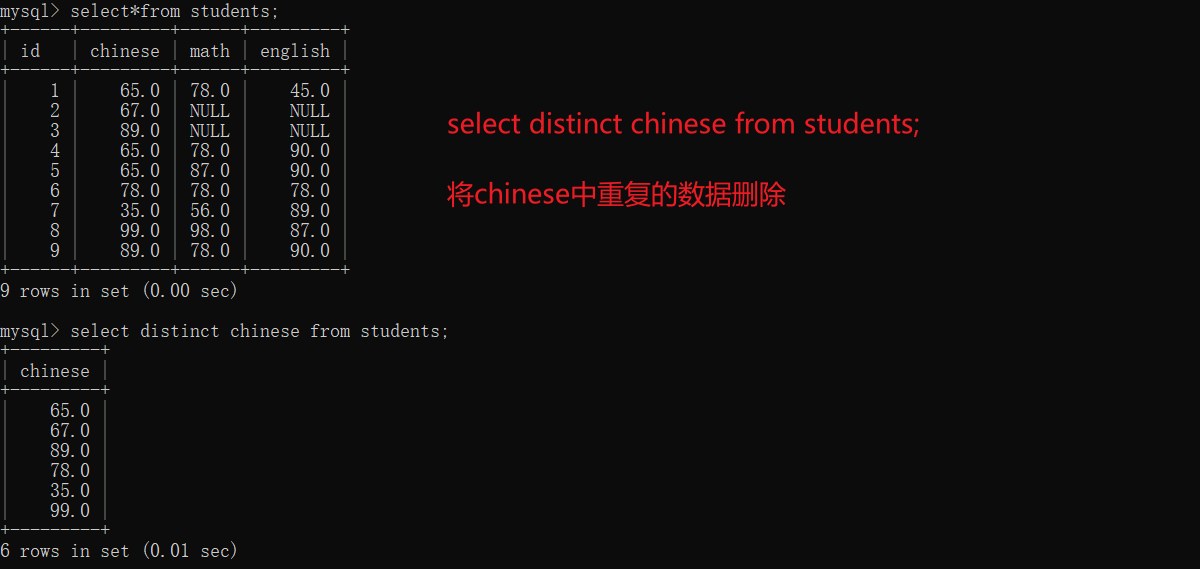 mysql> select*from students;
+------+---------+------+---------+
| id   | chinese | math | english |
+------+---------+------+---------+
|    1 |    65.0 | 78.0 |    45.0 |
|    2 |    67.0 | NULL |    NULL |
|    3 |    89.0 | NULL |    NULL |
|    4 |    65.0 | 78.0 |    90.0 |
|    5 |    65.0 | 87.0 |    90.0 |
|    6 |    78.0 | 78.0 |    78.0 |
|    7 |    35.0 | 56.0 |    89.0 |
|    8 |    99.0 | 98.0 |    87.0 |
|    9 |    89.0 | 78.0 |    90.0 |
+------+---------+------+---------+
9 rows in set (0.00 sec)
select distinct chinese from students;
将chinese中重复的数据删除
mysql> select distinct chinese from students;
+---------+
| chinese |
+---------+
|    65.0 |
|    67.0 |
|    89.0 |
|    78.0 |
|    35.0 |
|    99.0 |
+---------+
6 rows in set (0.01 sec)